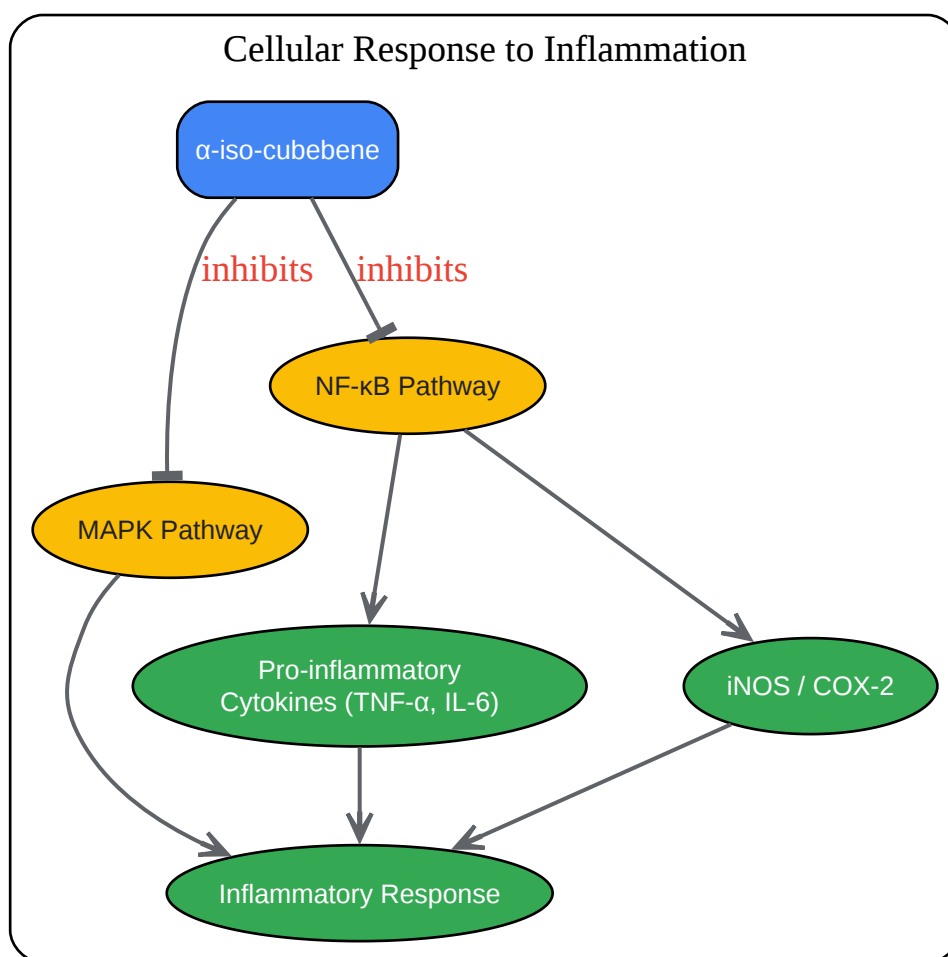 Cellular Response to Inflammation
α-iso-cubebene
inhibits
inhibits
NF-κB Pathway
MAPK Pathway
Pro-inflammatory
Cytokines (TNF-α, IL-6)
iNOS / COX-2
Inflammatory Response